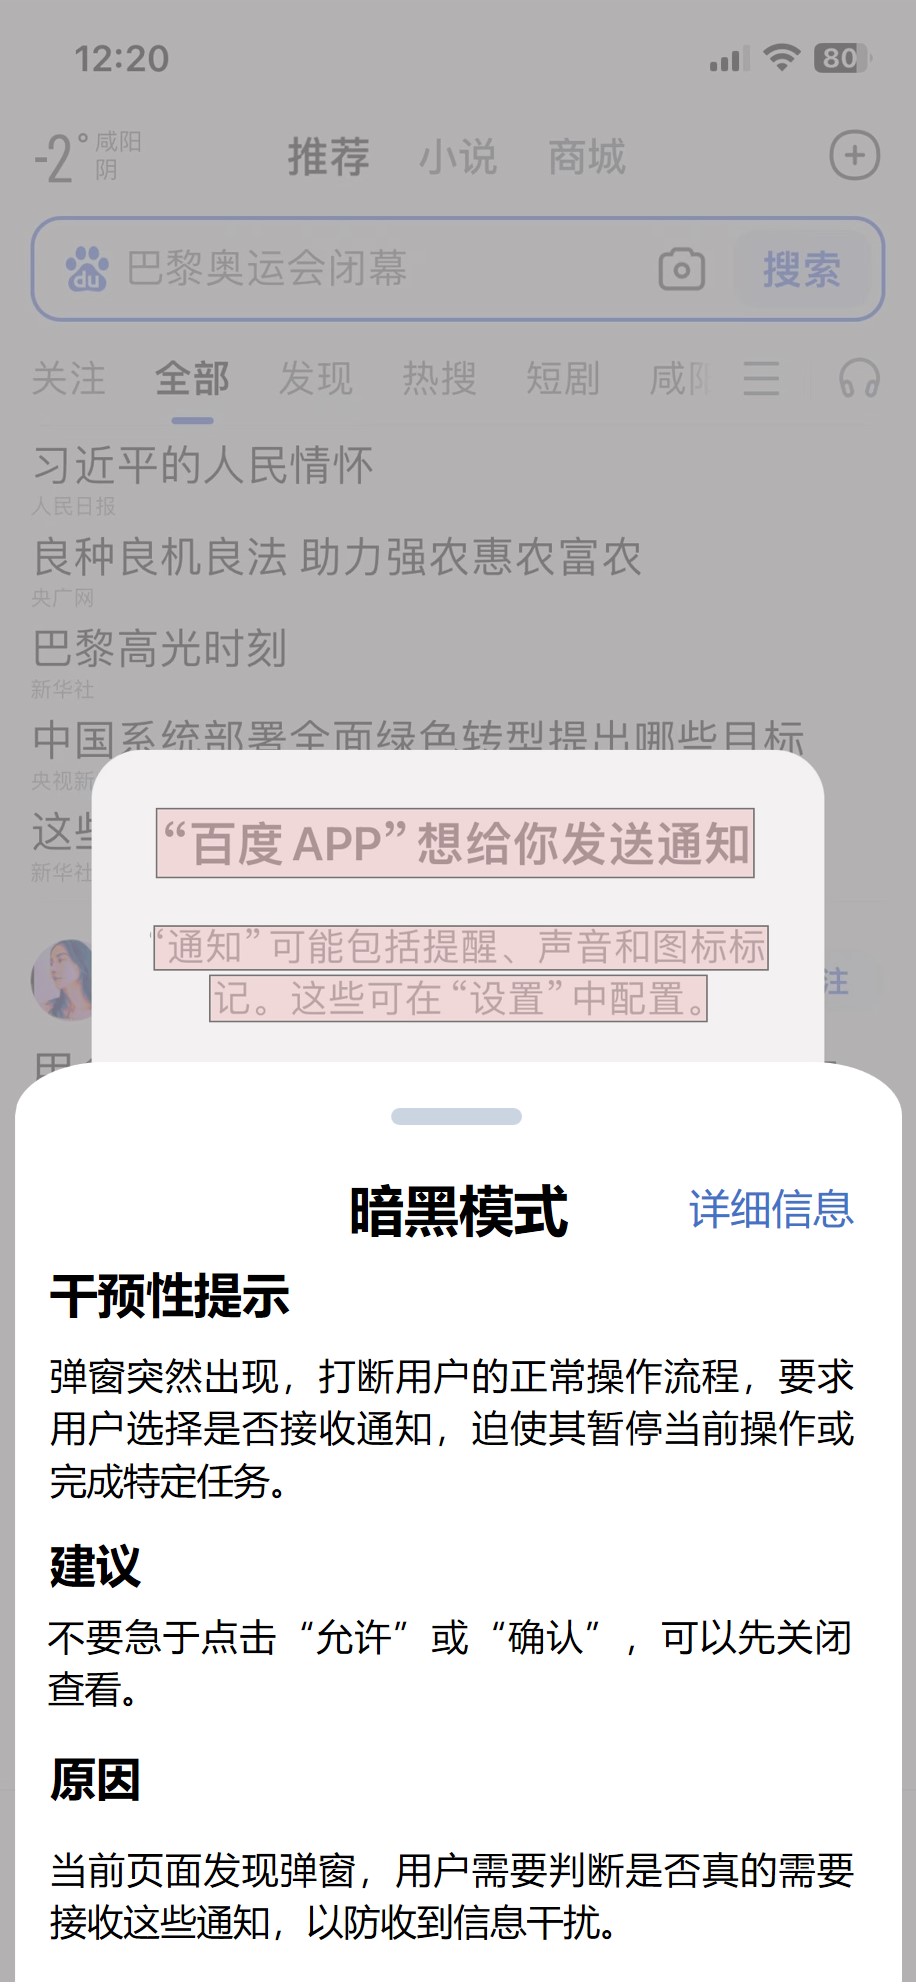 12:20
80
-2° 咸阳
阴
推荐 小说 商城
du 巴黎奥运会闭幕 搜索
关注 全部 发现 热搜 短剧 咸阳
习近平的人民情怀
人民日报
良种良机良法 助力强农惠农富农
央广网
巴黎高光时刻
新华社
中国系统部署全面绿色转型提出哪些目标
央视新
这些
新华社
“百度 APP” 想给你发送通知
“通知” 可能包括提醒、声音和图标标
记。这些可在 “设置” 中配置。
注
暗黑模式
详细信息
干预性提示
弹窗突然出现，打断用户的正常操作流程，要求
用户选择是否接收通知，迫使其暂停当前操作或
完成特定任务。
建议
不要急于点击“允许”或“确认”，可以先关闭
查看。
原因
当前页面发现弹窗，用户需要判断是否真的需要
接收这些通知，以防收到信息干扰。